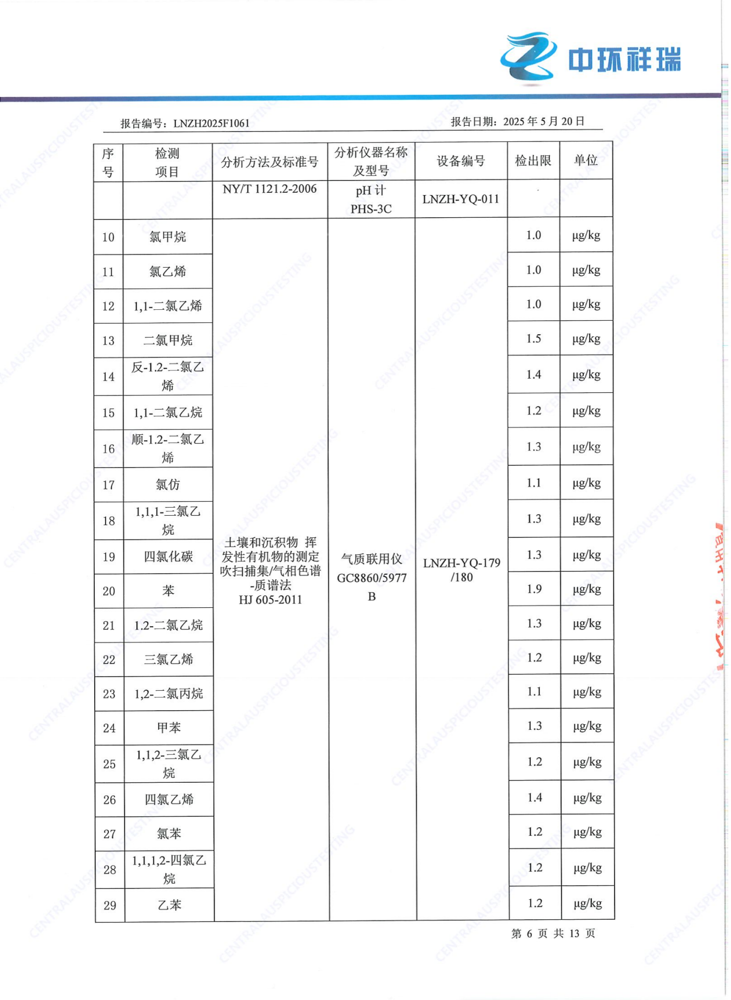 中环祥瑞
报告编号：LNZH2025F1061 报告日期：2025 年 5 月 20 日
序号 检测项目 分析方法及标准号 分析仪器名称及型号 设备编号 检出限 单位
NY/T 1121.2-2006 pH 计 PHS-3C LNZH-YQ-011
10 氯甲烷 1.0 μg/kg
11 氯乙烯 1.0 μg/kg
12 1,1-二氯乙烯 1.0 μg/kg
13 二氯甲烷 1.5 μg/kg
14 反-1.2-二氯乙烯 1.4 μg/kg
15 1,1-二氯乙烷 1.2 μg/kg
16 顺-1.2-二氯乙烯 1.3 μg/kg
17 氯仿 1.1 μg/kg
18 1,1,1-三氯乙烷 1.3 μg/kg
土壤和沉积物 挥
发性有机物的测定
吹扫捕集/气相色谱
-质谱法
HJ 605-2011
气质联用仪
GC8860/5977
B
LNZH-YQ-179
/180
19 四氯化碳 1.3 μg/kg
20 苯 1.9 μg/kg
21 1.2-二氯乙烷 1.3 μg/kg
22 三氯乙烯 1.2 μg/kg
23 1,2-二氯丙烷 1.1 μg/kg
24 甲苯 1.3 μg/kg
25 1,1,2-三氯乙烷 1.2 μg/kg
26 四氯乙烯 1.4 μg/kg
27 氯苯 1.2 μg/kg
28 1,1,1,2-四氯乙烷 1.2 μg/kg
29 乙苯 1.2 μg/kg
第 6 页 共 13 页
CENTRALAUSPICIOUSTESTING